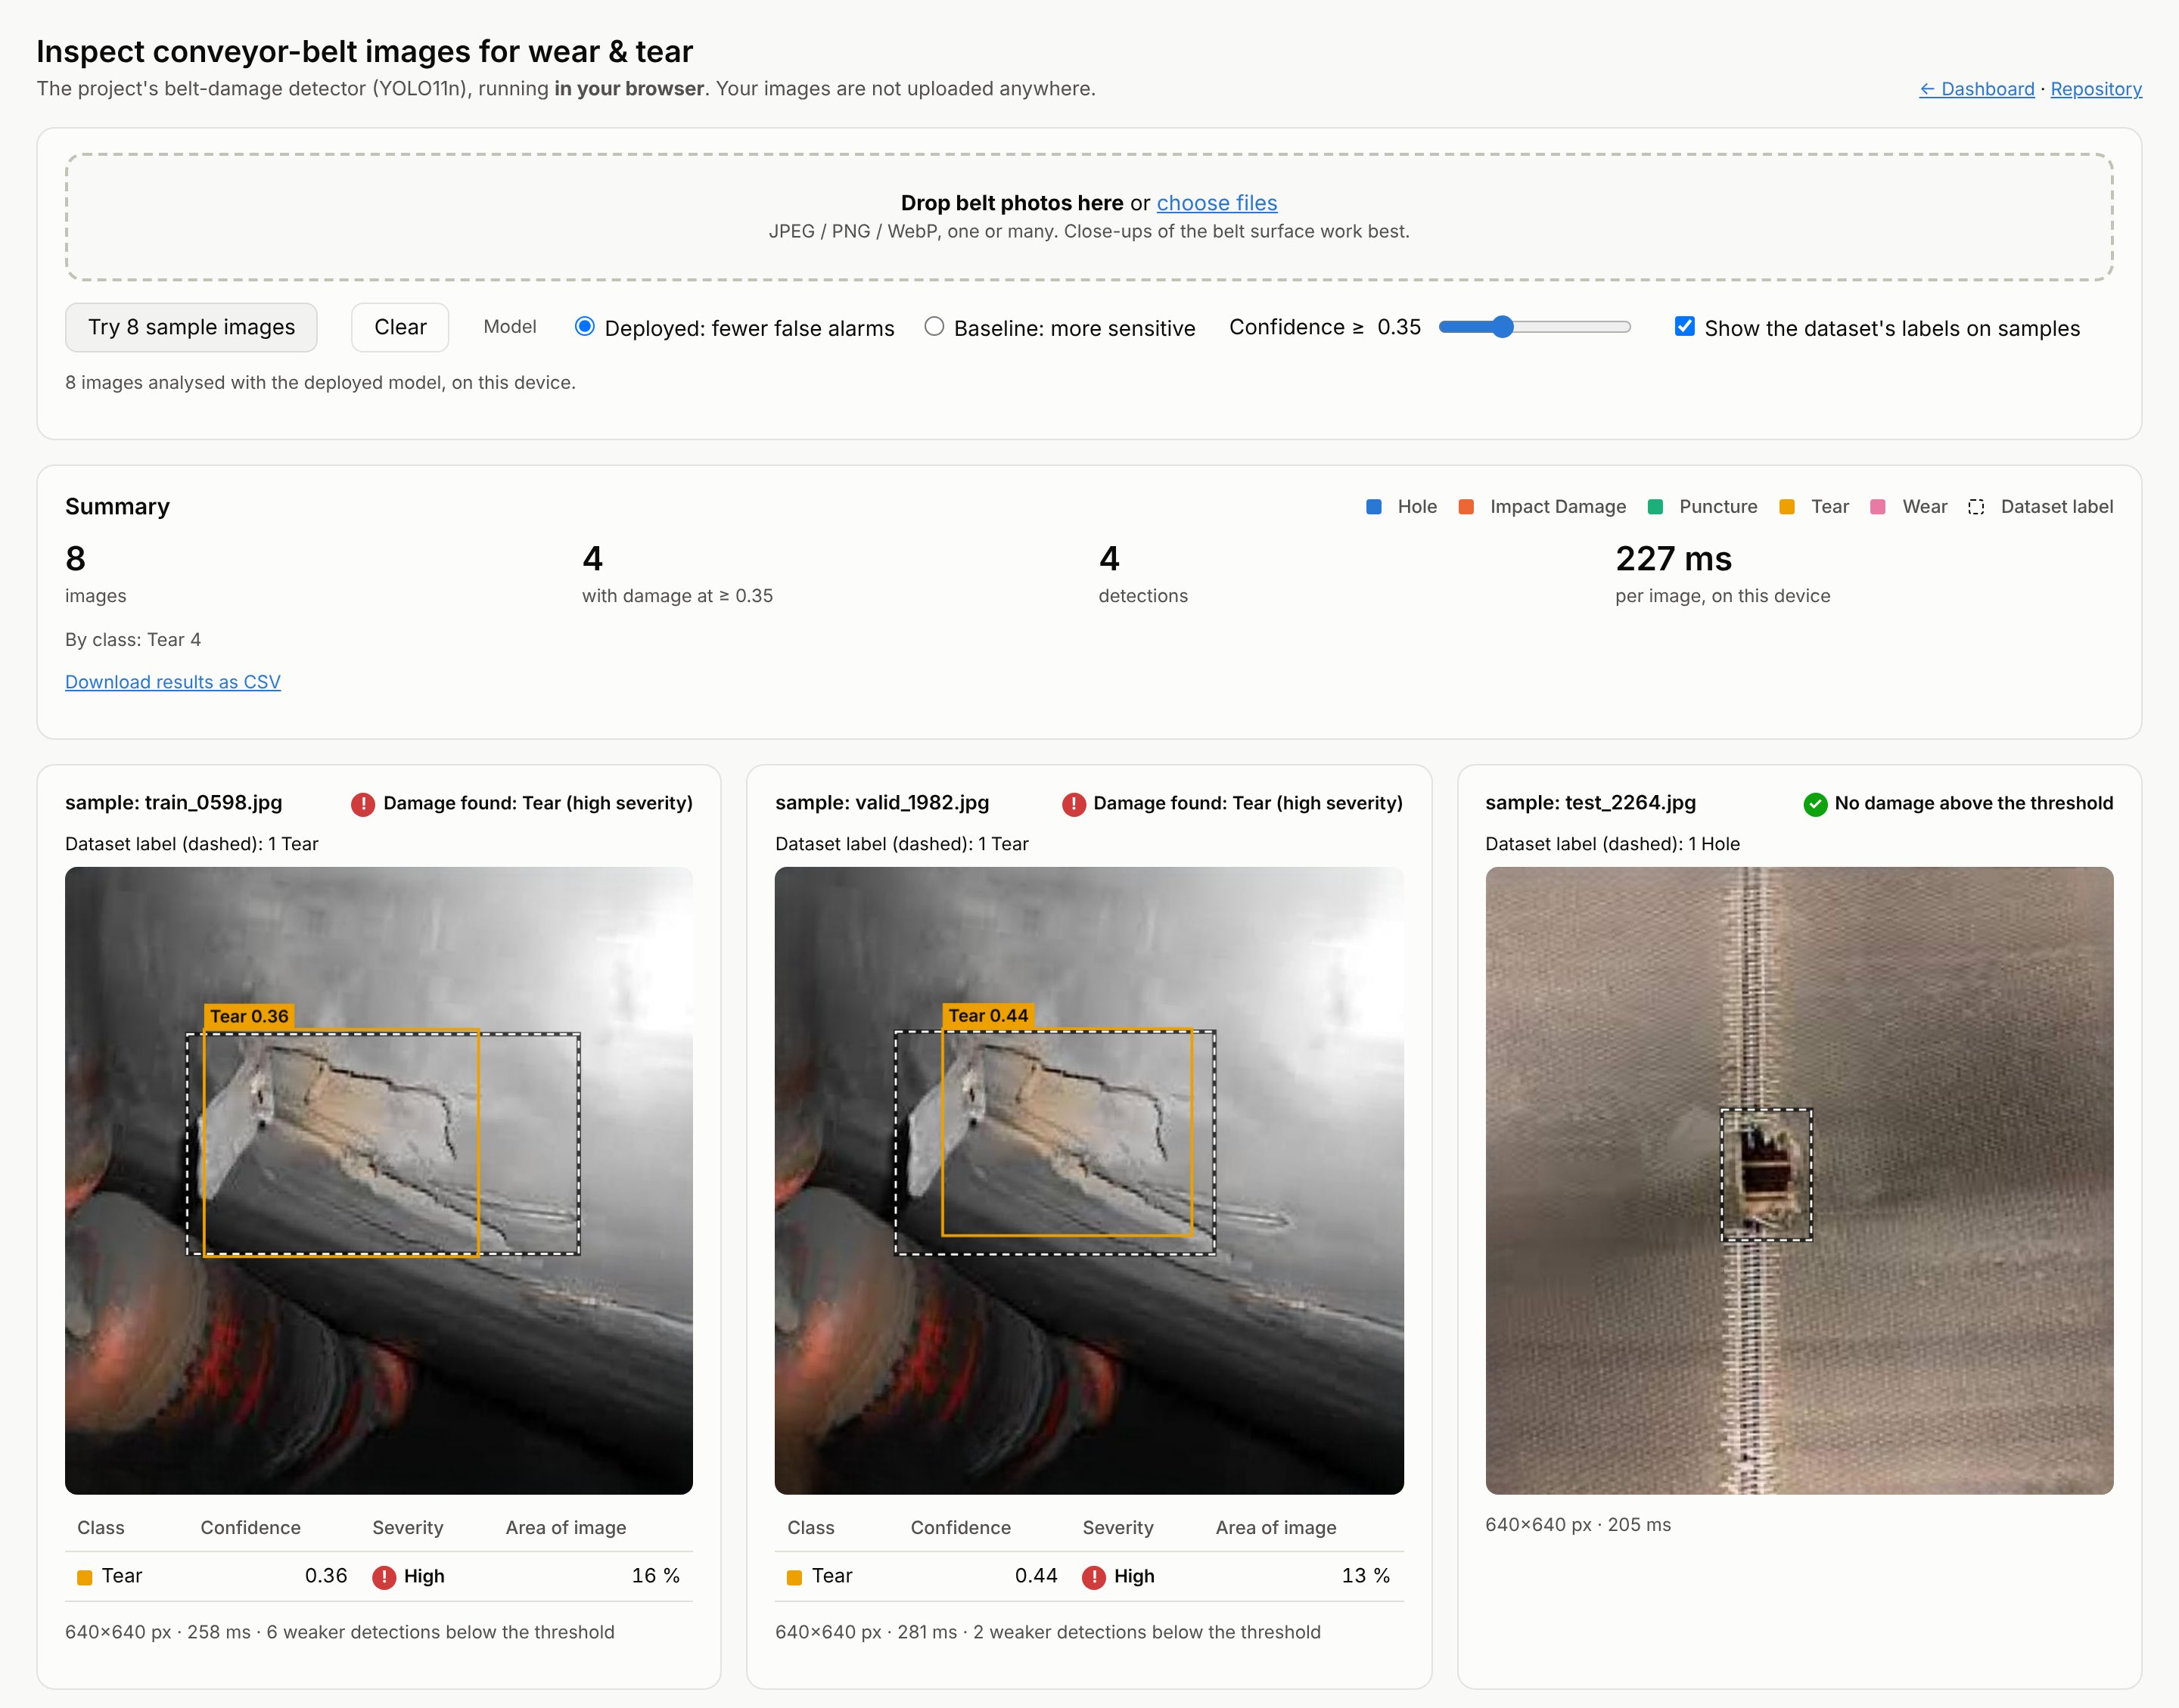 Inspect conveyor-belt images for wear & tear
The project's belt-damage detector (YOLO11n), running in your browser. Your images are not uploaded anywhere.
← Dashboard · Repository
Drop belt photos here or choose files
JPEG / PNG / WebP, one or many. Close-ups of the belt surface work best.
Try 8 sample images Clear Model Deployed: fewer false alarms Baseline: more sensitive Confidence ≥ 0.35 Show the dataset's labels on samples
8 images analysed with the deployed model, on this device.
Summary
Hole Impact Damage Puncture Tear Wear Dataset label
8 4 4 227 ms
images with damage at ≥ 0.35 detections per image, on this device
By class: Tear 4
Download results as CSV
sample: train_0598.jpg Damage found: Tear (high severity)
Dataset label (dashed): 1 Tear
Tear 0.36
Class Confidence Severity Area of image
Tear 0.36 High 16 %
640×640 px · 258 ms · 6 weaker detections below the threshold
sample: valid_1982.jpg Damage found: Tear (high severity)
Dataset label (dashed): 1 Tear
Tear 0.44
Class Confidence Severity Area of image
Tear 0.44 High 13 %
640×640 px · 281 ms · 2 weaker detections below the threshold
sample: test_2264.jpg No damage above the threshold
Dataset label (dashed): 1 Hole
640×640 px · 205 ms